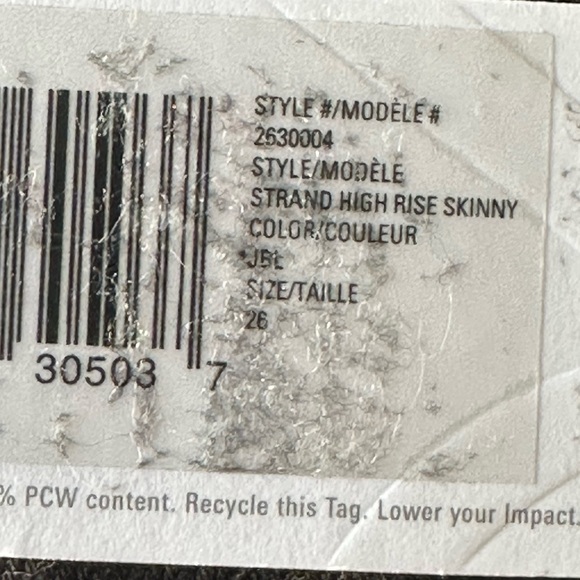 STYLE #/MODÈLE #
2630004
STYLE/MODÈLE
STRAND HIGH RISE SKINNY
COLOR/COULEUR
JBL
SIZE/TAILLE
26
30503 7
% PCW content. Recycle this Tag. Lower your Impact.